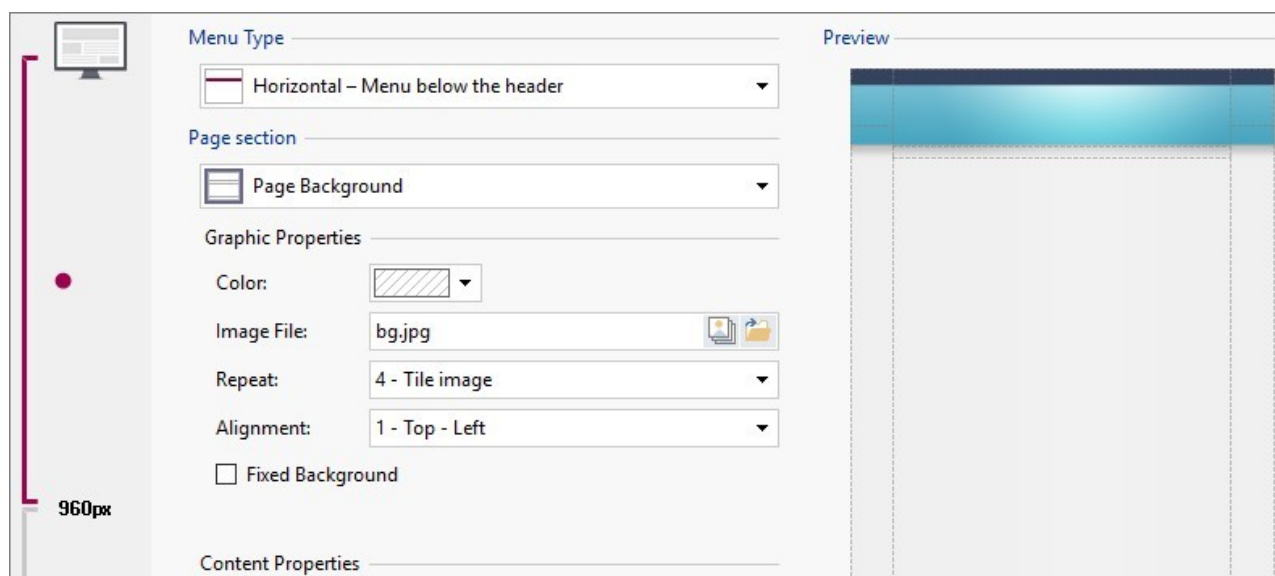 Menu Type
Preview
Horizontal – Menu below the header
Page section
Page Background
Graphic Properties
Color:
Image File: bg.jpg
Repeat: 4 - Tile image
Alignment: 1 - Top - Left
Fixed Background
960px
Content Properties